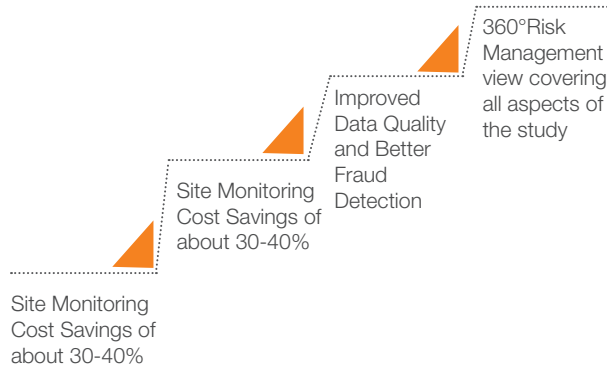 Site Monitoring
Cost Savings of
about 30-40%
Site Monitoring
Cost Savings of
about 30-40%
Improved
Data Quality
and Better
Fraud
Detection
360°Risk
Management
view covering
all aspects of
the study